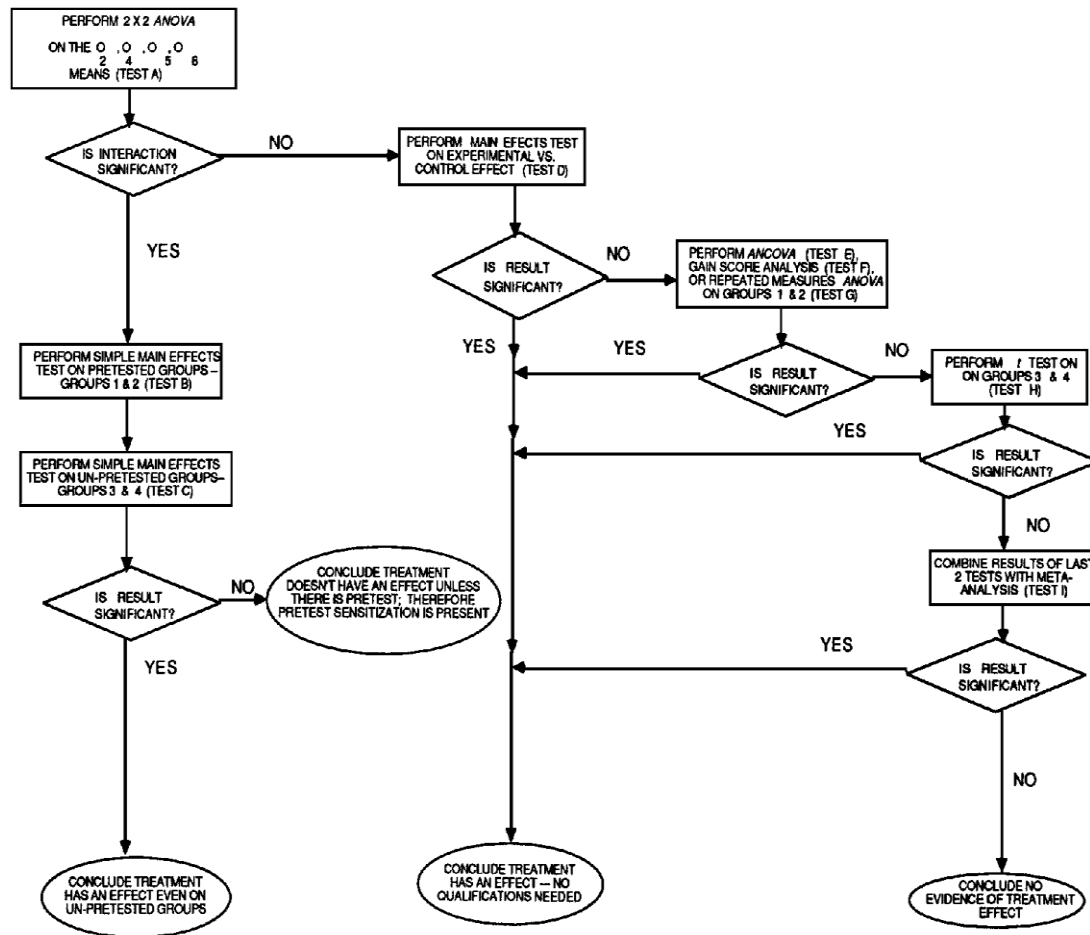 PERFORM 2 X 2 ANOVA
ON THE O ,O ,O ,O
2 4 5 6
MEANS (TEST A)
IS INTERACTION
SIGNIFICANT?
NO
PERFORM MAIN EFECTS TEST
ON EXPERIMENTAL VS.
CONTROL EFFECT (TEST D)
YES
IS RESULT
SIGNIFICANT?
NO
PERFORM ANCOVA (TEST E),
GAIN SCORE ANALYSIS (TEST F),
OR REPEATED MEASURES ANOVA
ON GROUPS 1 & 2 (TEST G)
YES
YES
IS RESULT
SIGNIFICANT?
NO
PERFORM t TEST ON
ON GROUPS 3 & 4
(TEST H)
PERFORM SIMPLE MAIN EFFECTS
TEST ON PRETESTED GROUPS –
GROUPS 1 & 2 (TEST B)
YES
IS RESULT
SIGNIFICANT?
PERFORM SIMPLE MAIN EFFECTS
TEST ON UN-PRETESTED GROUPS–
GROUPS 3 & 4 (TEST C)
NO
COMBINE RESULTS OF LAST
2 TESTS WITH META-
ANALYSIS (TEST I)
IS RESULT
SIGNIFICANT?
NO
CONCLUDE TREATMENT
DOESN'T HAVE AN EFFECT UNLESS
THERE IS PRETEST; THEREFORE
PRETEST SENSITIZATION IS PRESENT
YES
YES
IS RESULT
SIGNIFICANT?
NO
CONCLUDE TREATMENT
HAS AN EFFECT EVEN ON
UN-PRETESTED GROUPS
CONCLUDE TREATMENT
HAS AN EFFECT — NO
QUALIFICATIONS NEEDED
CONCLUDE NO
EVIDENCE OF TREATMENT
EFFECT